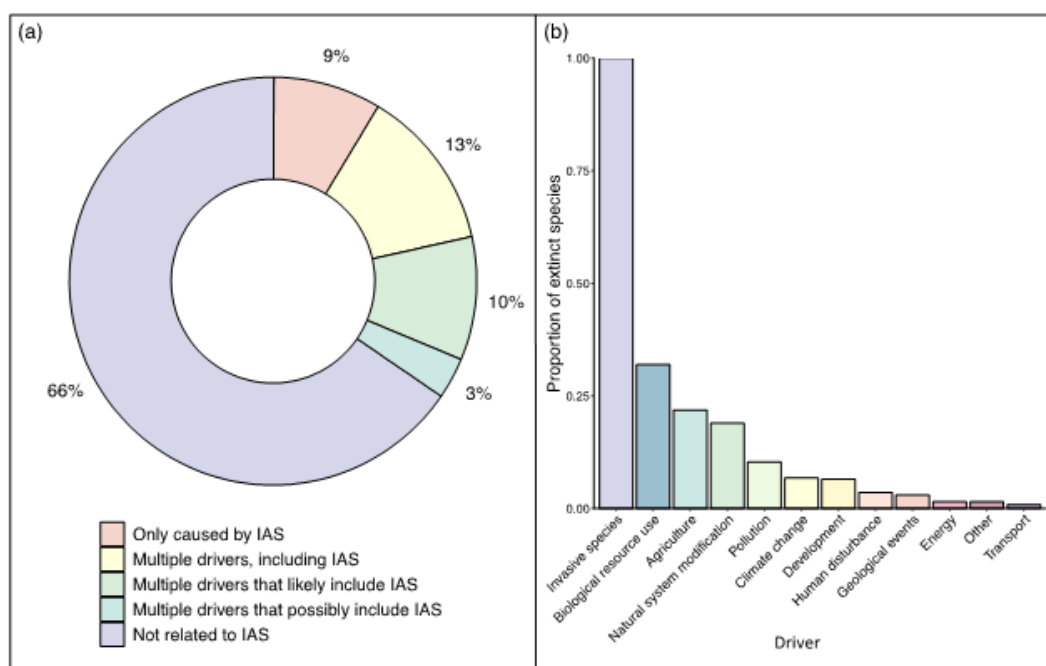 (a)
9%
13%
10%
3%
66%
Only caused by IAS
Multiple drivers, including IAS
Multiple drivers that likely include IAS
Multiple drivers that possibly include IAS
Not related to IAS
(b)
Proportion of extinct species
1.00
0.75
0.50
0.25
0.00
Invasive species
Biological resource use
Agriculture
Natural system modification
Pollution
Climate change
Development
Human disturbance
Geological events
Energy
Other
Transport
Driver